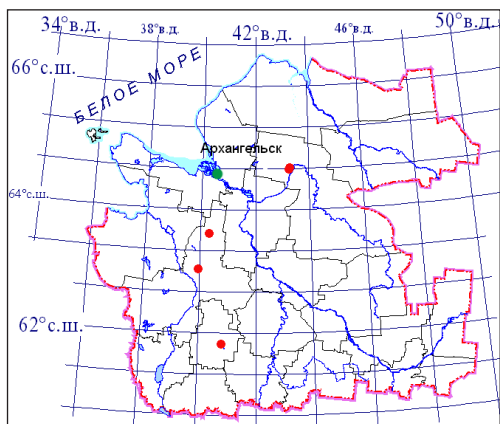 34°в.д.
38°в.д.
42°в.д.
46°в.д.
50°в.д.
66°с.ш.
БЕЛОЕ МОРЕ
Архангельск
64°с.ш.
62°с.ш.